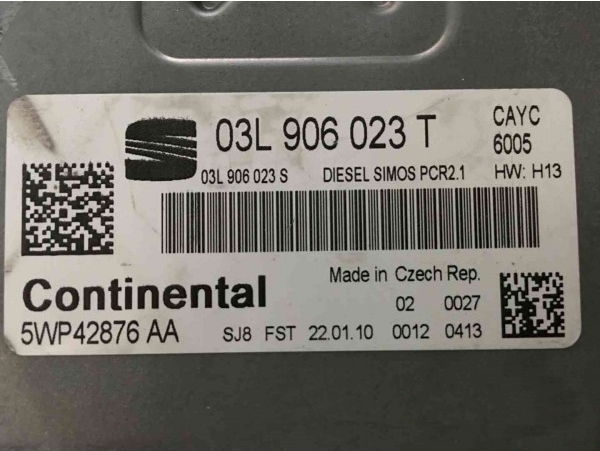 03L 906 023 T
CAYC
6005
03L 906 023 S DIESEL SIMOS PCR2.1 HW: H13
Made in Czech Rep.
Continental
02 0027
5WP42876 AA SJ8 FST 22.01.10 0012 0413